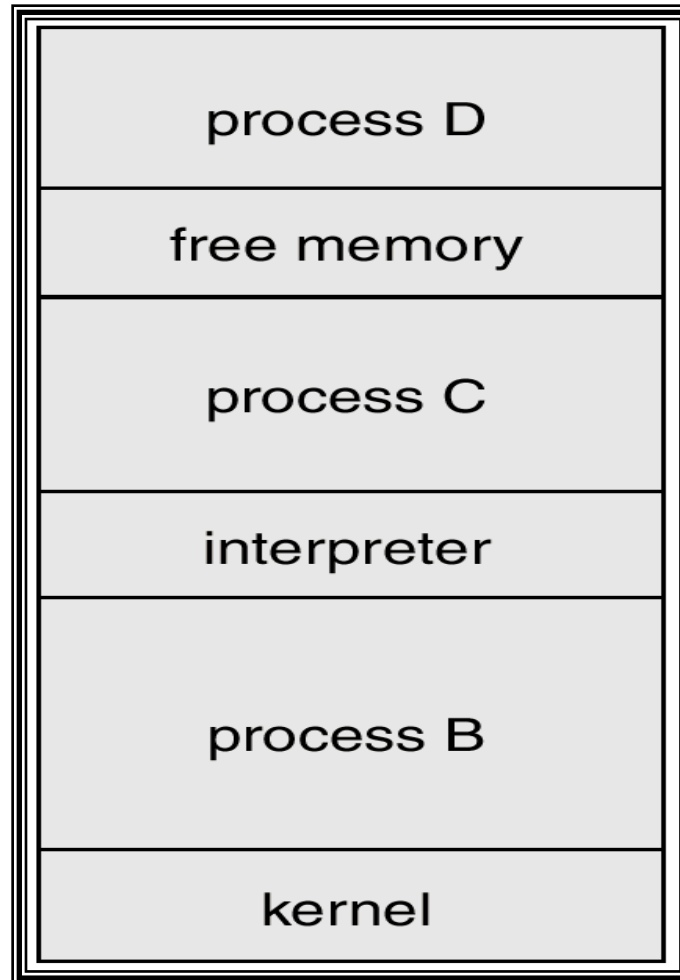 process D
free memory
process C
interpreter
process B
kernel